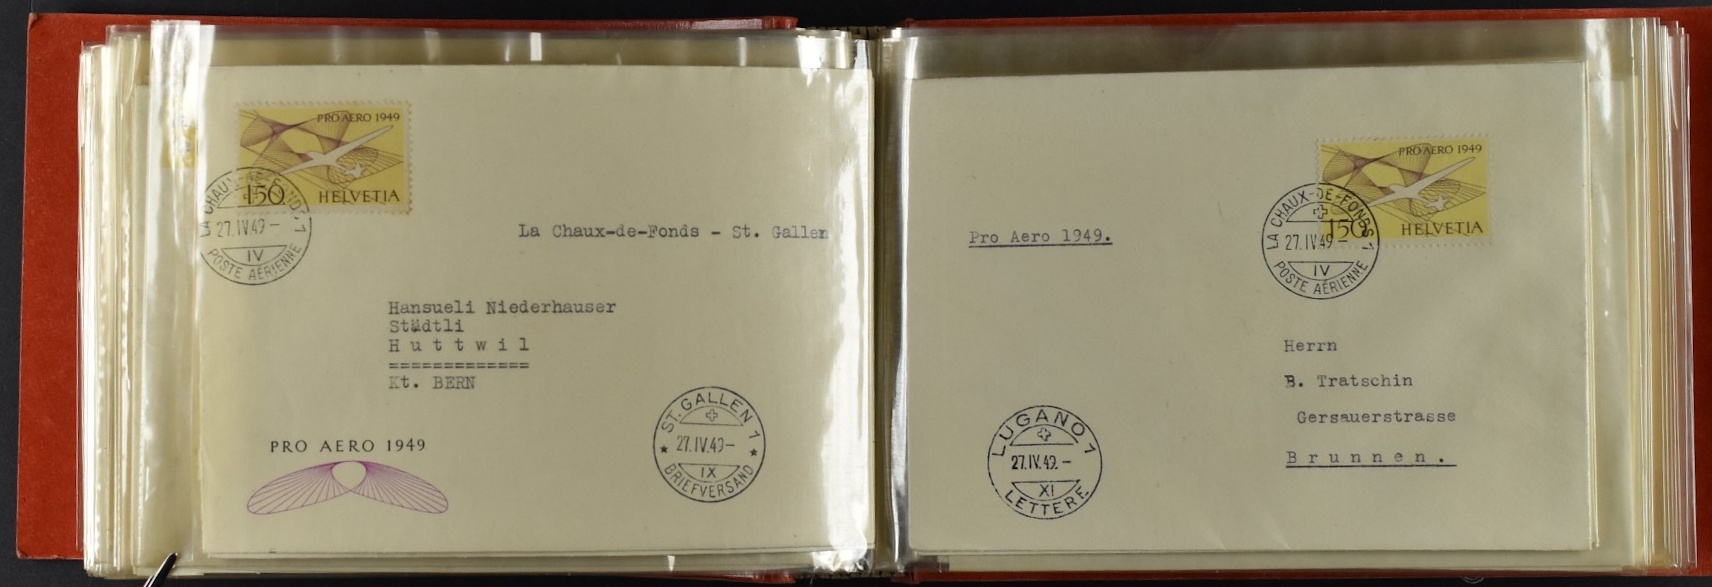 PRO AERO 1949
150 HELVETIA
LA CHAUX-DE-FONDS 1
27.IV.49-
IV
POSTE AÉRIENNE
La Chaux-de-Fonds - St. Gallen
Hansueli Niederhauser
Städtli
Huttwil
=============
Kt. BERN
PRO AERO 1949
ST. GALLEN 1
27.IV.49-
IX
* BRIEFVERSAND *
PRO AERO 1949
150 HELVETIA
LA CHAUX-DE-FONDS 1
27.IV.49-
IV
POSTE AÉRIENNE
Pro Aero 1949.
Herrn
B. Tratschin
Gersauerstrasse
Brunnen.
LUGANO 1
27.IV.49.-
XI
LETTERE